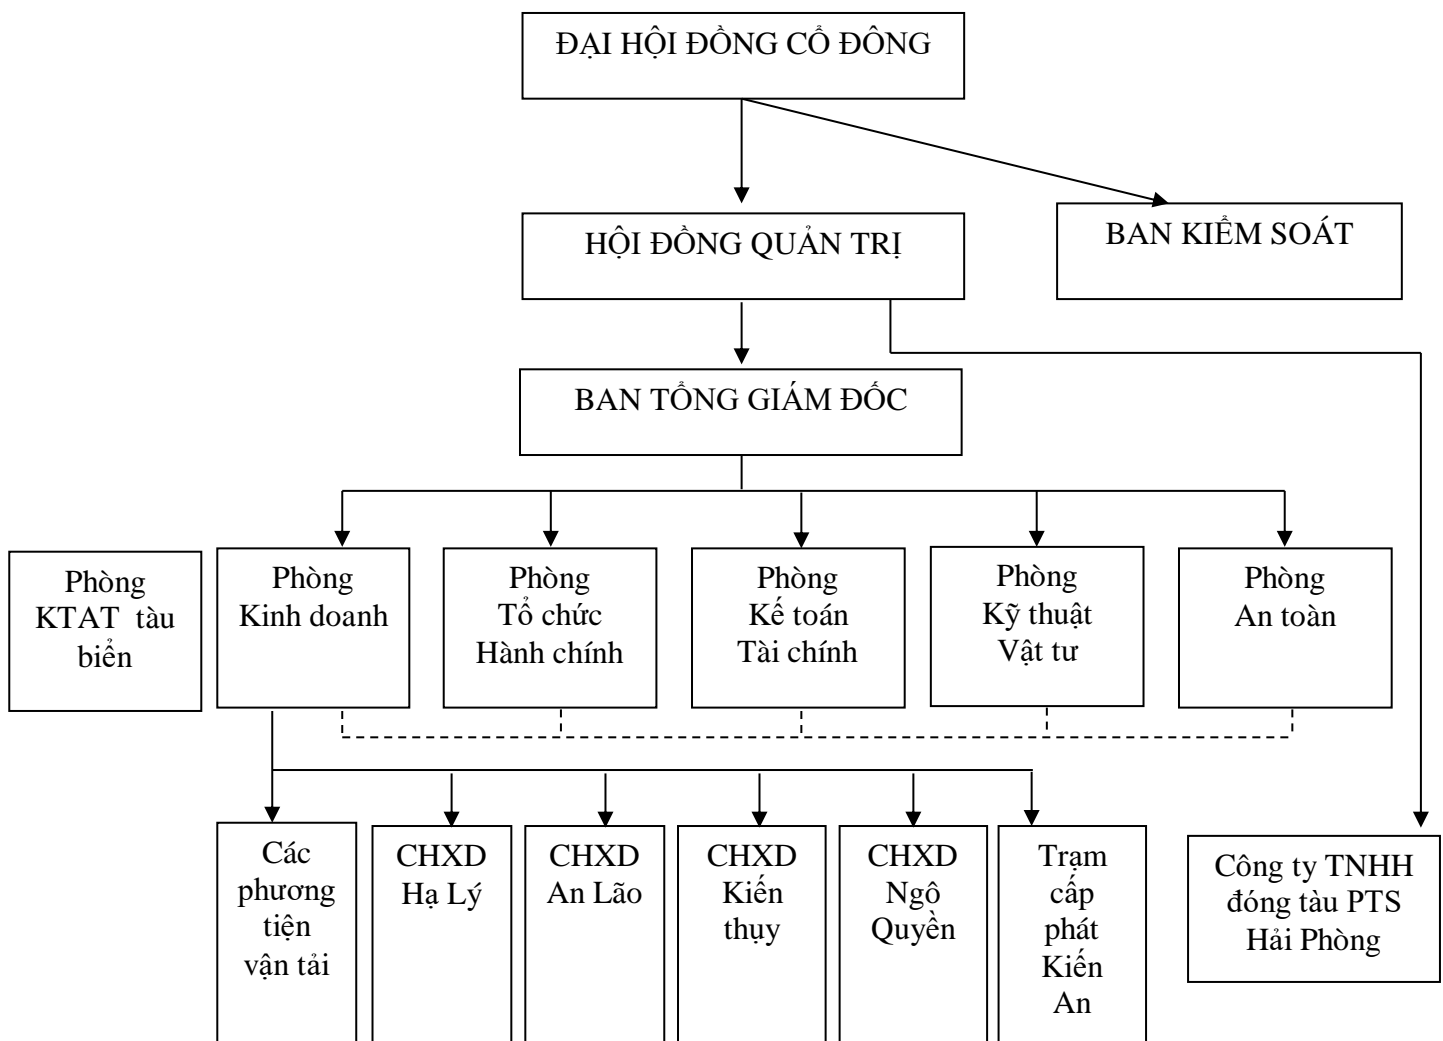 ĐẠI HỘI ĐỒNG CỔ ĐÔNG
HỘI ĐỒNG QUẢN TRỊ
BAN KIỂM SOÁT
BAN TỔNG GIÁM ĐỐC
Phòng
KTAT tàu
biển
Phòng
Kinh doanh
Phòng
Tổ chức
Hành chính
Phòng
Kế toán
Tài chính
Phòng
Kỹ thuật
Vật tư
Phòng
An toàn
Các
phương
tiện
vận tải
CHXD
Hạ Lý
CHXD
An Lão
CHXD
Kiến
thụy
CHXD
Ngô
Quyền
Trạm
cấp
phát
Kiến
An
Công ty TNHH
đóng tàu PTS
Hải Phòng